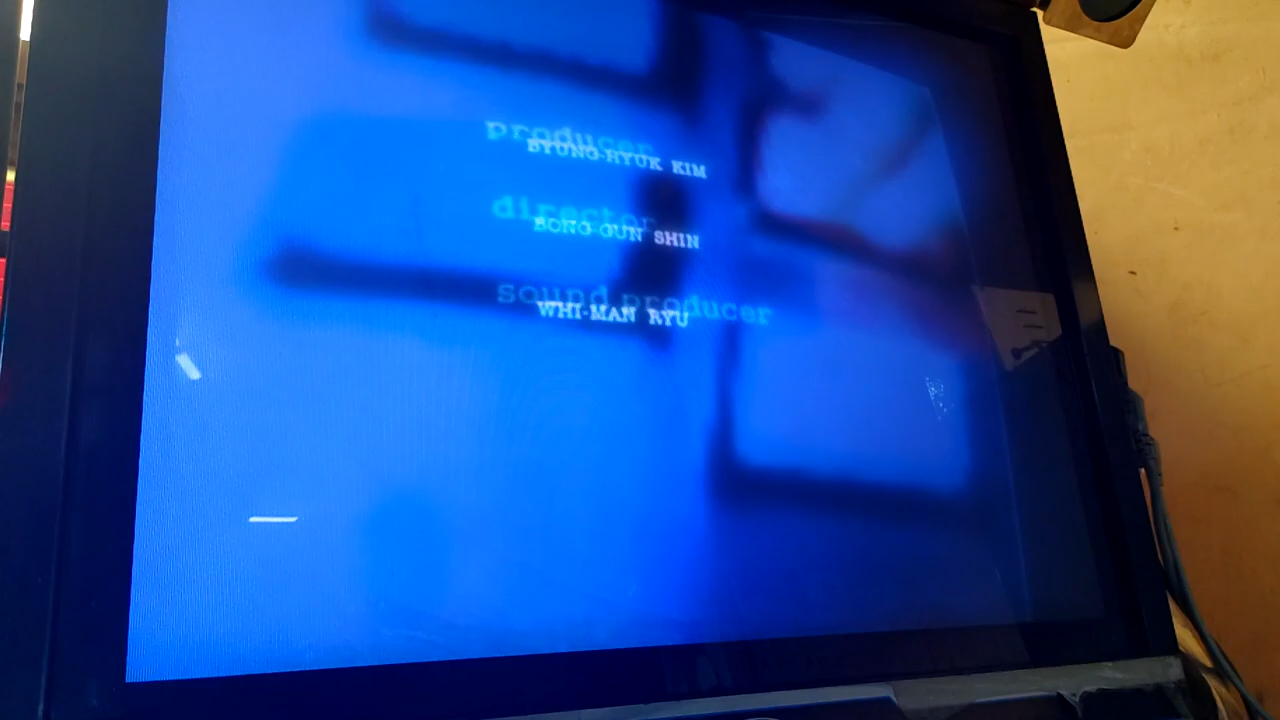 producer
BYUNG-HYUK KIM
director
BONG GUN SHIN
sound producer
WHI-MAN RYU